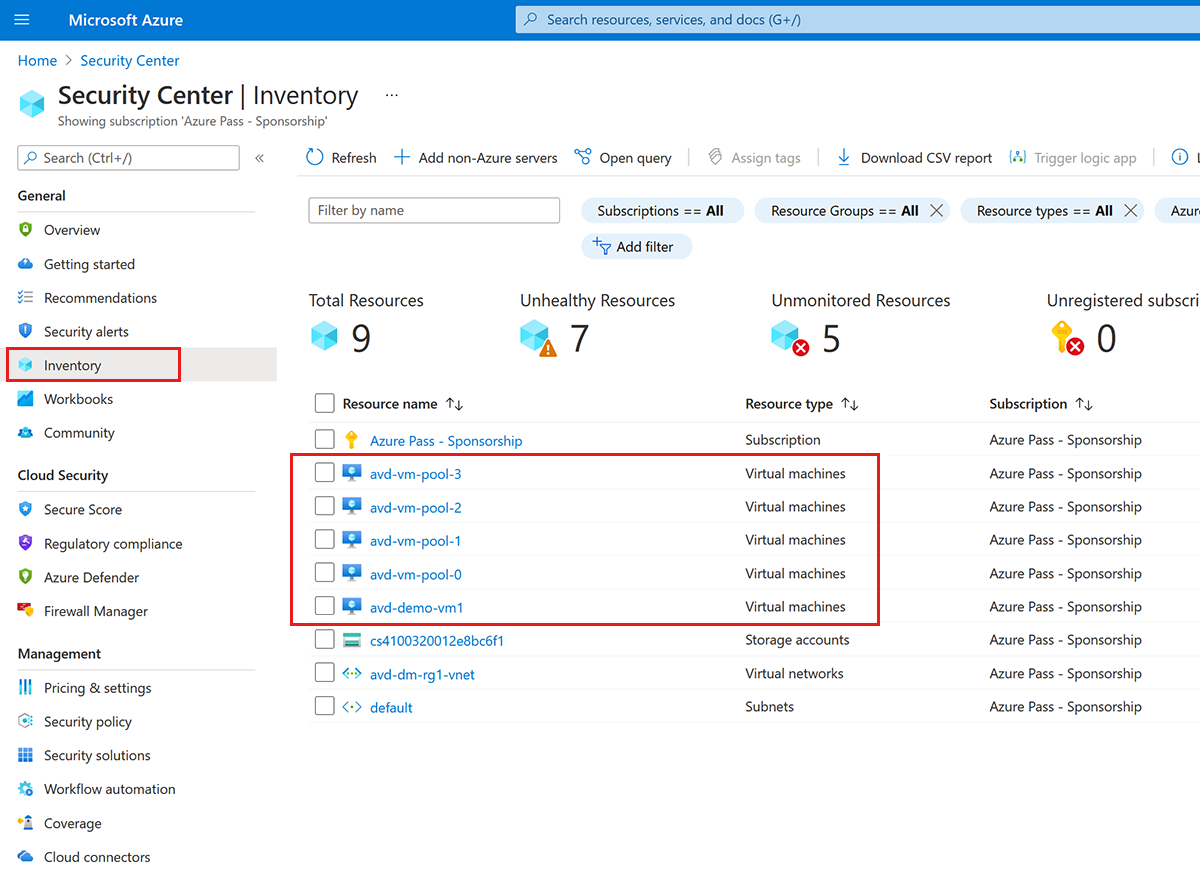 Microsoft Azure
Search resources, services, and docs (G+/)
Home > Security Center
Security Center | Inventory ...
Showing subscription 'Azure Pass - Sponsorship'
Search (Ctrl+/)
«
General
Overview
Getting started
Recommendations
Security alerts
Inventory
Workbooks
Community
Cloud Security
Secure Score
Regulatory compliance
Azure Defender
Firewall Manager
Management
Pricing & settings
Security policy
Security solutions
Workflow automation
Coverage
Cloud connectors
Refresh Add non-Azure servers Open query Assign tags Download CSV report Trigger logic app
Filter by name
Subscriptions == All Resource Groups == All Resource types == All Azur
Add filter
Total Resources Unhealthy Resources Unmonitored Resources Unregistered subscri
9 7 5 0
Resource name Resource type Subscription
Azure Pass - Sponsorship Subscription Azure Pass - Sponsorship
avd-vm-pool-3 Virtual machines Azure Pass - Sponsorship
avd-vm-pool-2 Virtual machines Azure Pass - Sponsorship
avd-vm-pool-1 Virtual machines Azure Pass - Sponsorship
avd-vm-pool-0 Virtual machines Azure Pass - Sponsorship
avd-demo-vm1 Virtual machines Azure Pass - Sponsorship
cs4100320012e8bc6f1 Storage accounts Azure Pass - Sponsorship
avd-dm-rg1-vnet Virtual networks Azure Pass - Sponsorship
default Subnets Azure Pass - Sponsorship